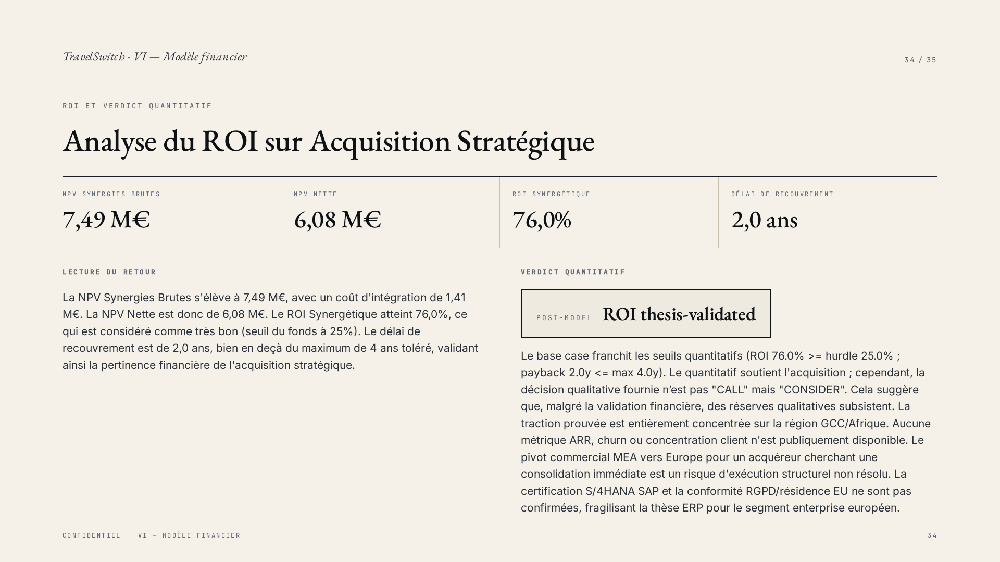 TravelSwitch · VI — Modèle financier
34 / 35
ROI ET VERDICT QUANTITATIF
Analyse du ROI sur Acquisition Stratégique
NPV SYNERGIES BRUTES
7,49 M€
NPV NETTE
6,08 M€
ROI SYNERGÉTIQUE
76,0%
DÉLAI DE RECOUVREMENT
2,0 ans
LECTURE DU RETOUR
La NPV Synergies Brutes s'élève à 7,49 M€, avec un coût d'intégration de 1,41
M€. La NPV Nette est donc de 6,08 M€. Le ROI Synergétique atteint 76,0%, ce
qui est considéré comme très bon (seuil du fonds à 25%). Le délai de
recouvrement est de 2,0 ans, bien en deçà du maximum de 4 ans toléré, validant
ainsi la pertinence financière de l'acquisition stratégique.
VERDICT QUANTITATIF
POST-MODEL ROI thesis-validated
Le base case franchit les seuils quantitatifs (ROI 76.0% >= hurdle 25.0% ;
payback 2.0y <= max 4.0y). Le quantitatif soutient l'acquisition ; cependant, la
décision qualitative fournie n’est pas "CALL" mais "CONSIDER". Cela suggère
que, malgré la validation financière, des réserves qualitatives subsistent. La
traction prouvée est entièrement concentrée sur la région GCC/Afrique. Aucune
métrique ARR, churn ou concentration client n'est publiquement disponible. Le
pivot commercial MEA vers Europe pour un acquéreur cherchant une
consolidation immédiate est un risque d'exécution structurel non résolu. La
certification S/4HANA SAP et la conformité RGPD/résidence EU ne sont pas
confirmées, fragilisant la thèse ERP pour le segment enterprise européen.
CONFIDENTIEL VI — MODÈLE FINANCIER
34